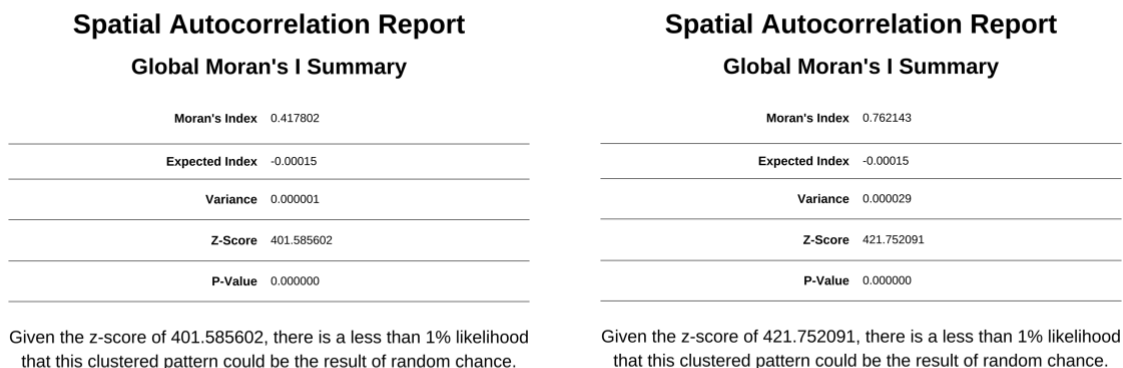 Spatial Autocorrelation Report
Global Moran's I Summary
Moran's Index 0.417802
Expected Index -0.00015
Variance 0.000001
Z-Score 401.585602
P-Value 0.000000
Given the z-score of 401.585602, there is a less than 1% likelihood
that this clustered pattern could be the result of random chance.
Spatial Autocorrelation Report
Global Moran's I Summary
Moran's Index 0.762143
Expected Index -0.00015
Variance 0.000029
Z-Score 421.752091
P-Value 0.000000
Given the z-score of 421.752091, there is a less than 1% likelihood
that this clustered pattern could be the result of random chance.